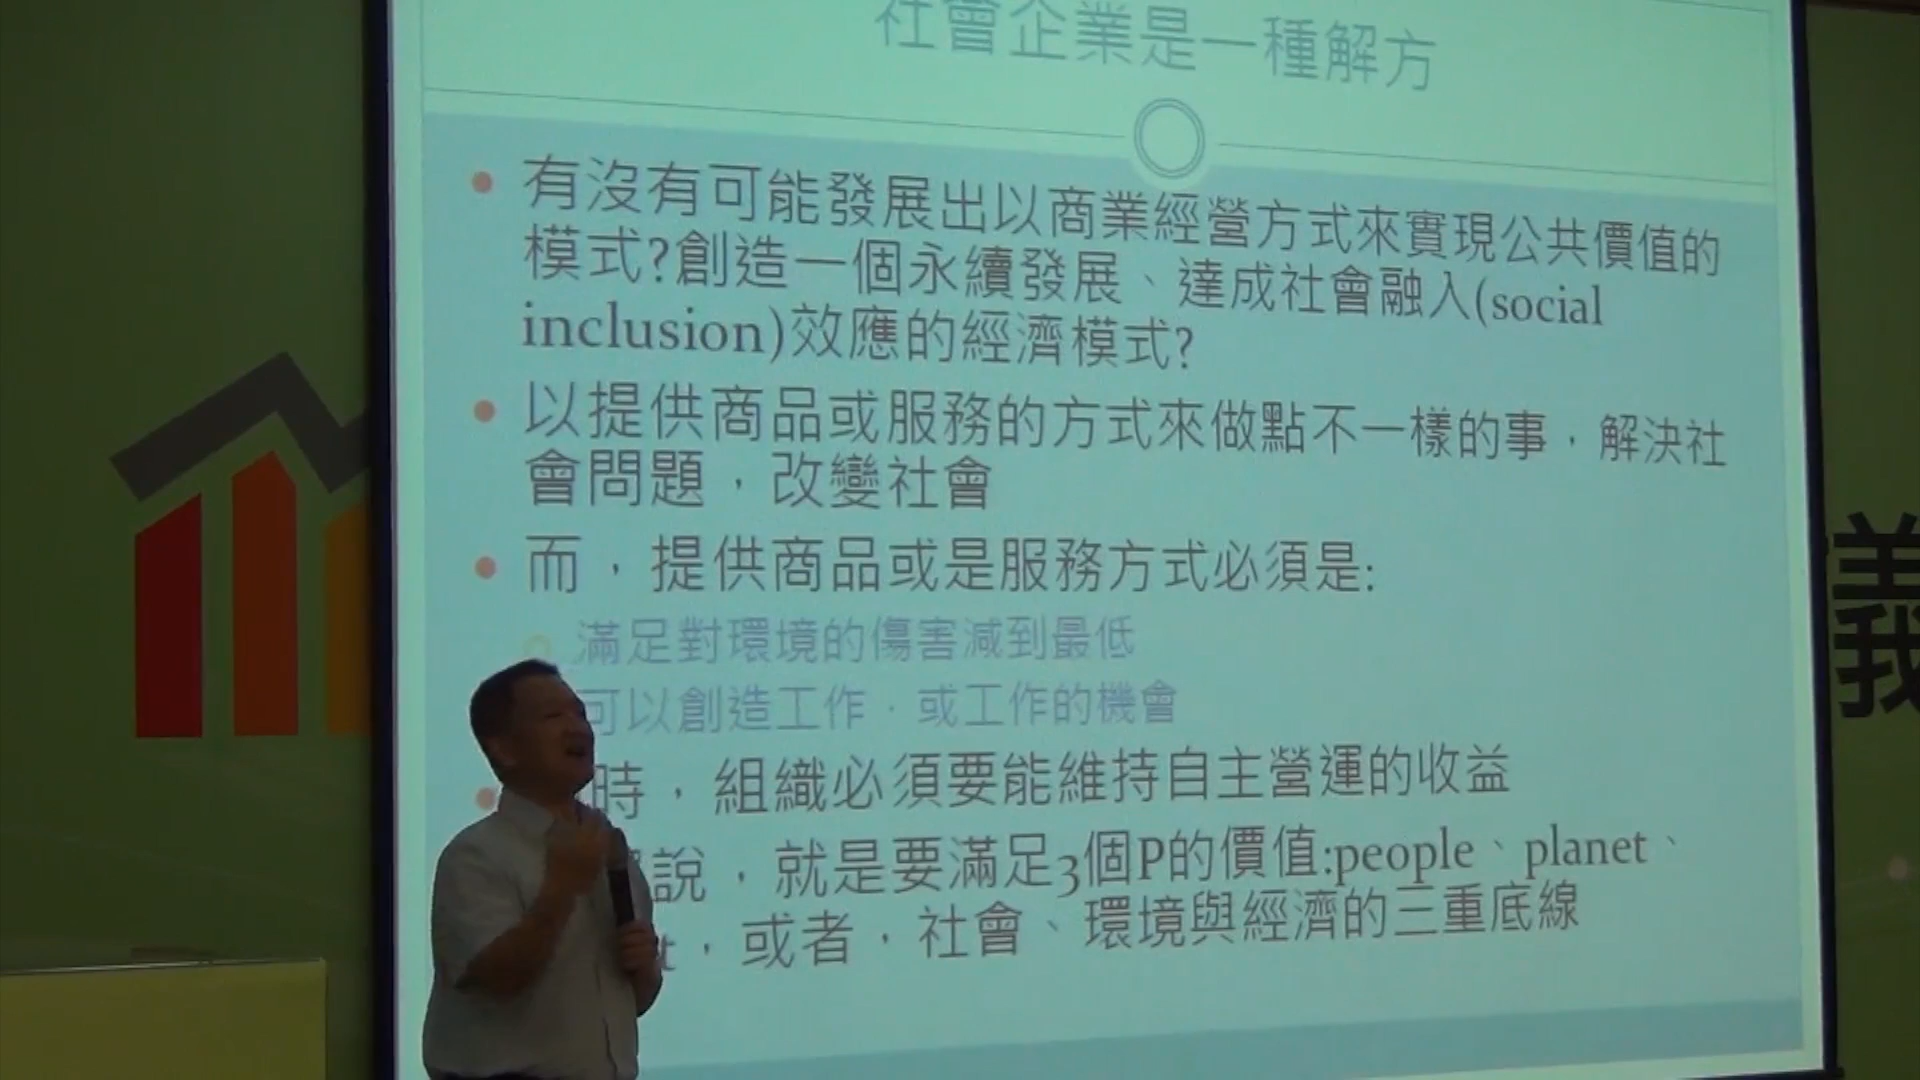 社會企業是一種解方
有沒有可能發展出以商業經營方式來實現公共價值的
模式?創造一個永續發展、達成社會融入(social
inclusion)效應的經濟模式?
以提供商品或服務的方式來做點不一樣的事，解決社
會問題，改變社會
而，提供商品或是服務方式必須是:
滿足對環境的傷害減到最低
可以創造工作，或工作的機會
時，組織必須要能維持自主營運的收益
說，就是要滿足3個P的價值:people、planet、
，或者，社會、環境與經濟的三重底線
義